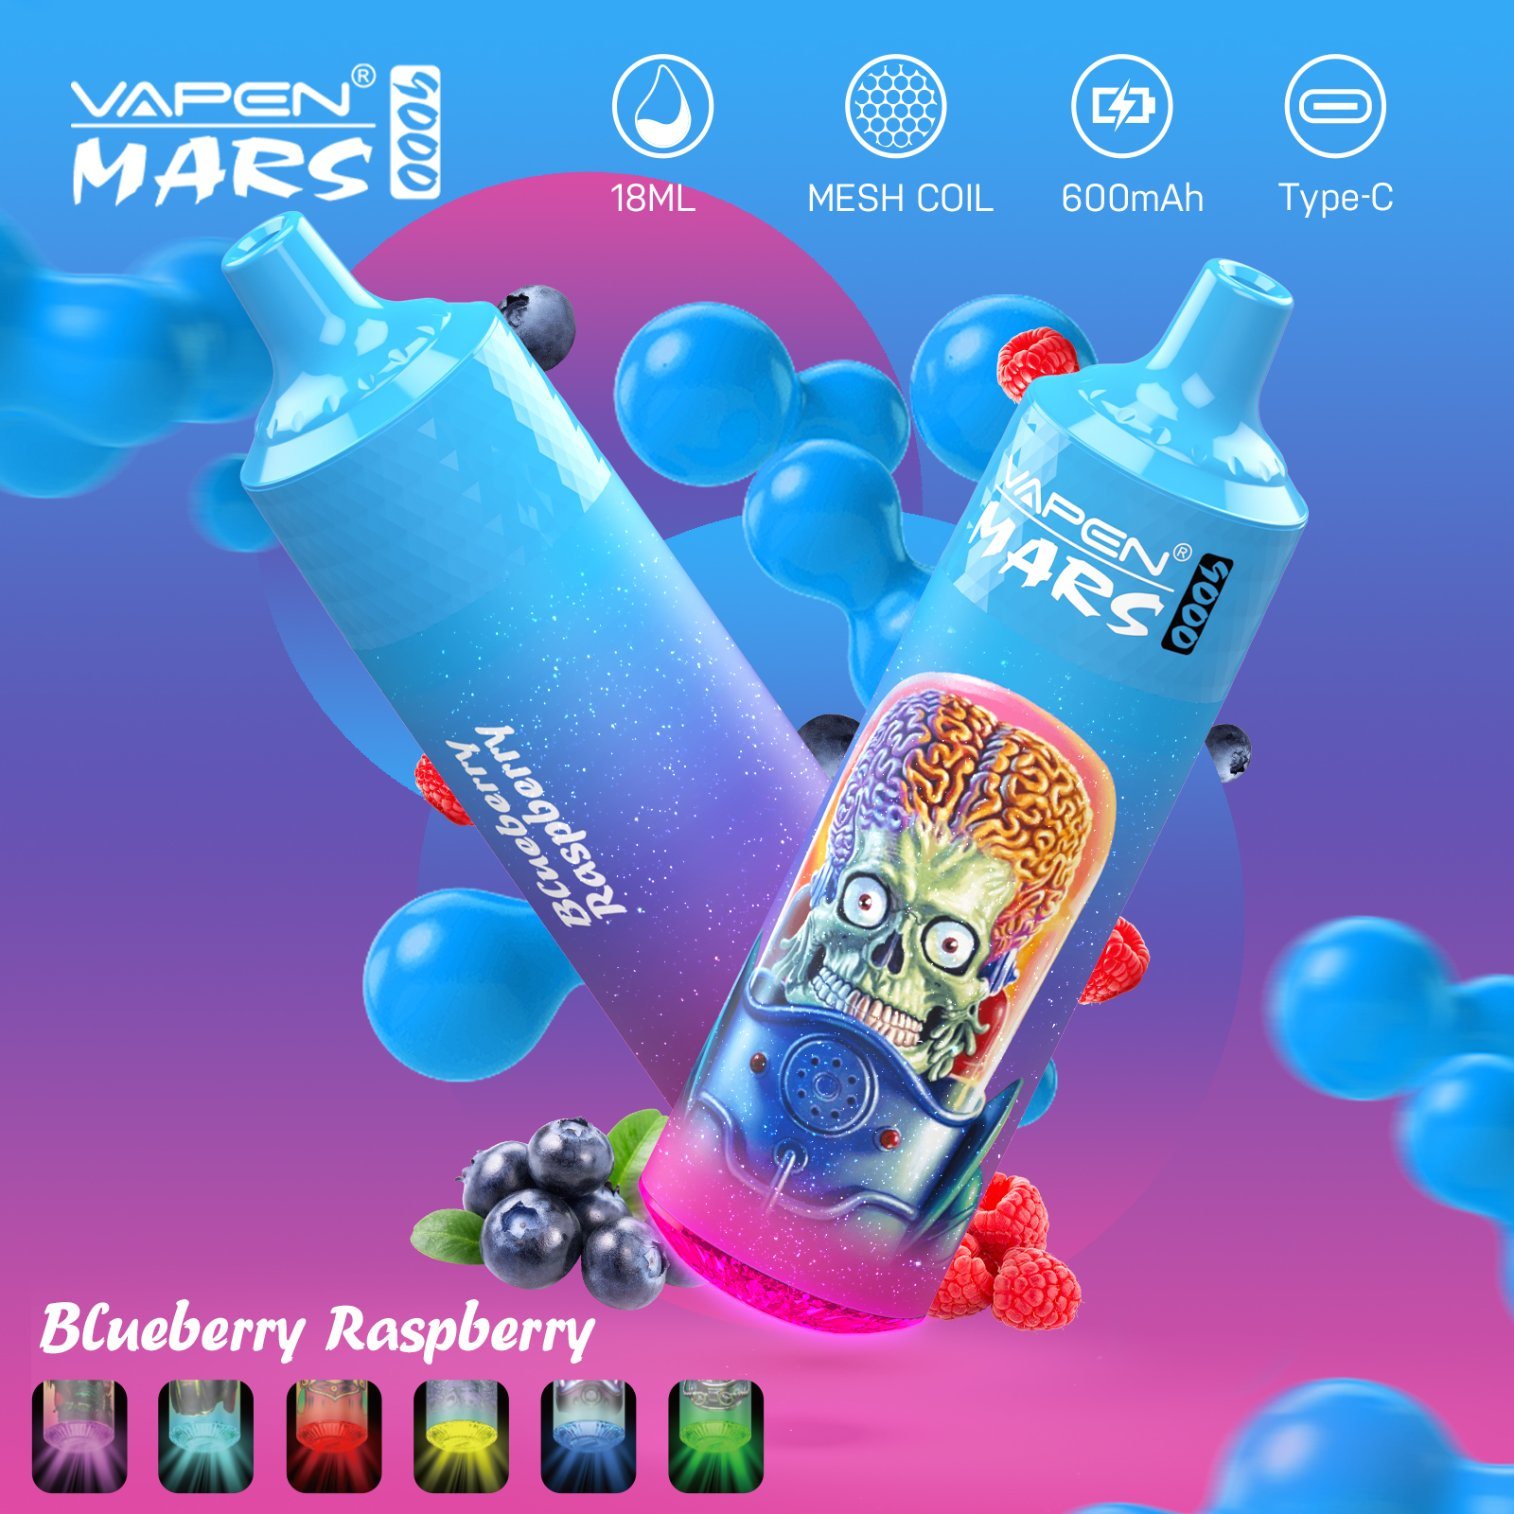 VAPEN®
MARS
9000
18ML
MESH COIL
600mAh
Type-C
VAPEN®
MARS
9000
Blueberry
Raspberry
Blueberry Raspberry